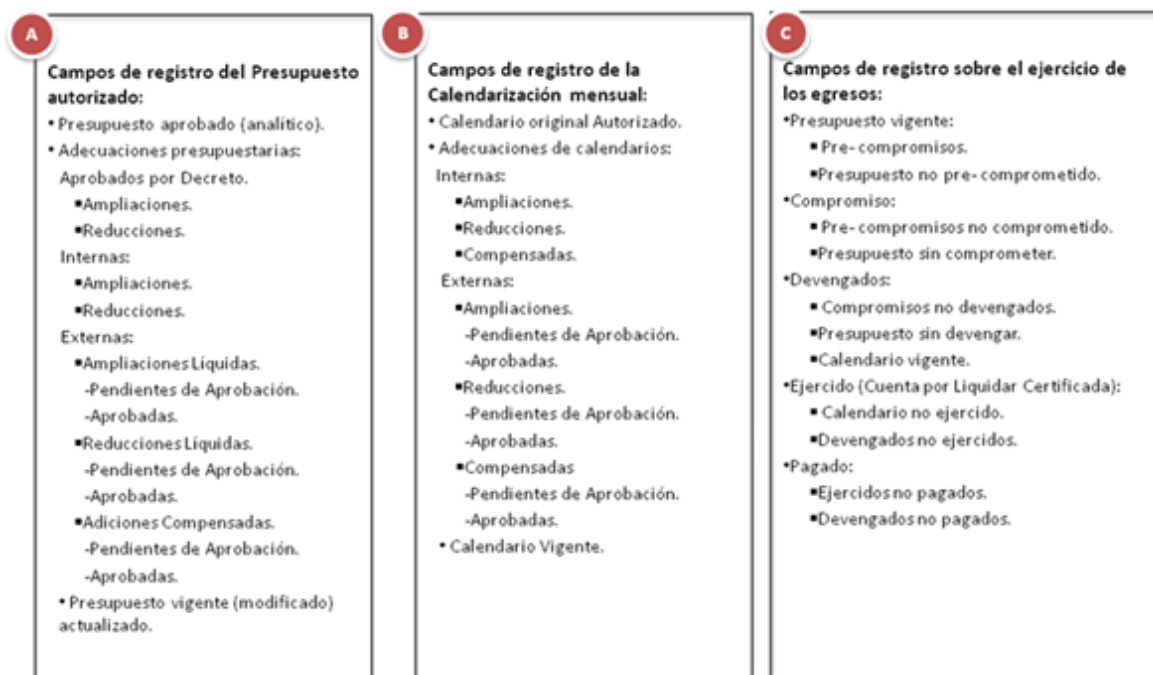 A
Campos de registro del Presupuesto
autorizado:
• Presupuesto aprobado (analítico).
• Adecuaciones presupuestarias:
Aprobados por Decreto.
▪Ampliaciones.
▪Reducciones.
Internas:
▪Ampliaciones.
▪Reducciones.
Externas:
▪Ampliaciones Líquidas.
-Pendientes de Aprobación.
-Aprobadas.
▪Reducciones Líquidas.
-Pendientes de Aprobación.
-Aprobadas.
▪Adiciones Compensadas.
-Pendientes de Aprobación.
-Aprobadas.
• Presupuesto vigente (modificado)
actualizado.
B
Campos de registro de la
Calendarización mensual:
• Calendario original Autorizado.
• Adecuaciones de calendarios:
Internas:
▪Ampliaciones.
▪Reducciones.
▪Compensadas.
Externas:
▪Ampliaciones.
-Pendientes de Aprobación.
-Aprobadas.
▪Reducciones.
-Pendientes de Aprobación.
-Aprobadas.
▪Compensadas
-Pendientes de Aprobación.
-Aprobadas.
• Calendario Vigente.
C
Campos de registro sobre el ejercicio de
los egresos:
•Presupuesto vigente:
▪ Pre- compromisos.
▪Presupuesto no pre- comprometido.
•Compromiso:
▪ Pre- compromisos no comprometido.
▪Presupuesto sin comprometer.
•Devengados:
▪ Compromisos no devengados.
▪Presupuesto sin devengar.
▪Calendario vigente.
•Ejercido (Cuenta por Liquidar Certificada):
▪ Calendario no ejercido.
▪Devengados no ejercidos.
•Pagado:
▪Ejercidos no pagados.
▪Devengados no pagados.